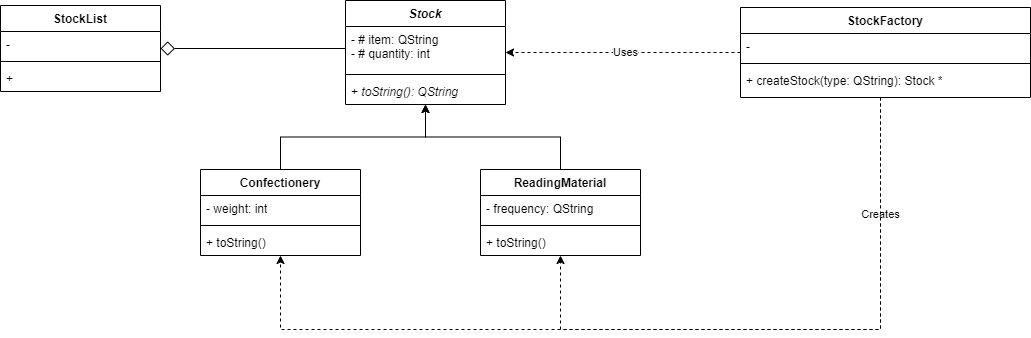 StockList
-
+
Stock
- # item: QString
- # quantity: int
+ toString(): QString
Uses
StockFactory
-
+ createStock(type: QString): Stock *
Confectionery
- weight: int
+ toString()
ReadingMaterial
- frequency: QString
+ toString()
Creates